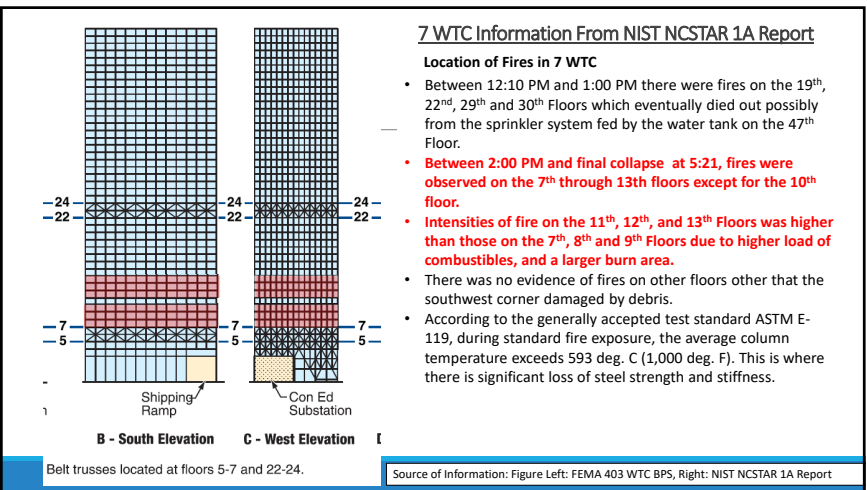 7 WTC Information From NIST NCSTAR 1A Report
Location of Fires in 7 WTC
• Between 12:10 PM and 1:00 PM there were fires on the 19th,
22nd, 29th and 30th Floors which eventually died out possibly
from the sprinkler system fed by the water tank on the 47th
Floor.
• Between 2:00 PM and final collapse at 5:21, fires were
observed on the 7th through 13th floors except for the 10th
floor.
• Intensities of fire on the 11th, 12th, and 13th Floors was higher
than those on the 7th, 8th and 9th Floors due to higher load of
combustibles, and a larger burn area.
• There was no evidence of fires on other floors other that the
southwest corner damaged by debris.
• According to the generally accepted test standard ASTM E-
119, during standard fire exposure, the average column
temperature exceeds 593 deg. C (1,000 deg. F). This is where
there is significant loss of steel strength and stiffness.
24 24 24
22 22 22
7 7 7
5 5 5
Shipping
Ramp
Con Ed
Substation
B - South Elevation C - West Elevation
Belt trusses located at floors 5-7 and 22-24.
Source of Information: Figure Left: FEMA 403 WTC BPS, Right: NIST NCSTAR 1A Report